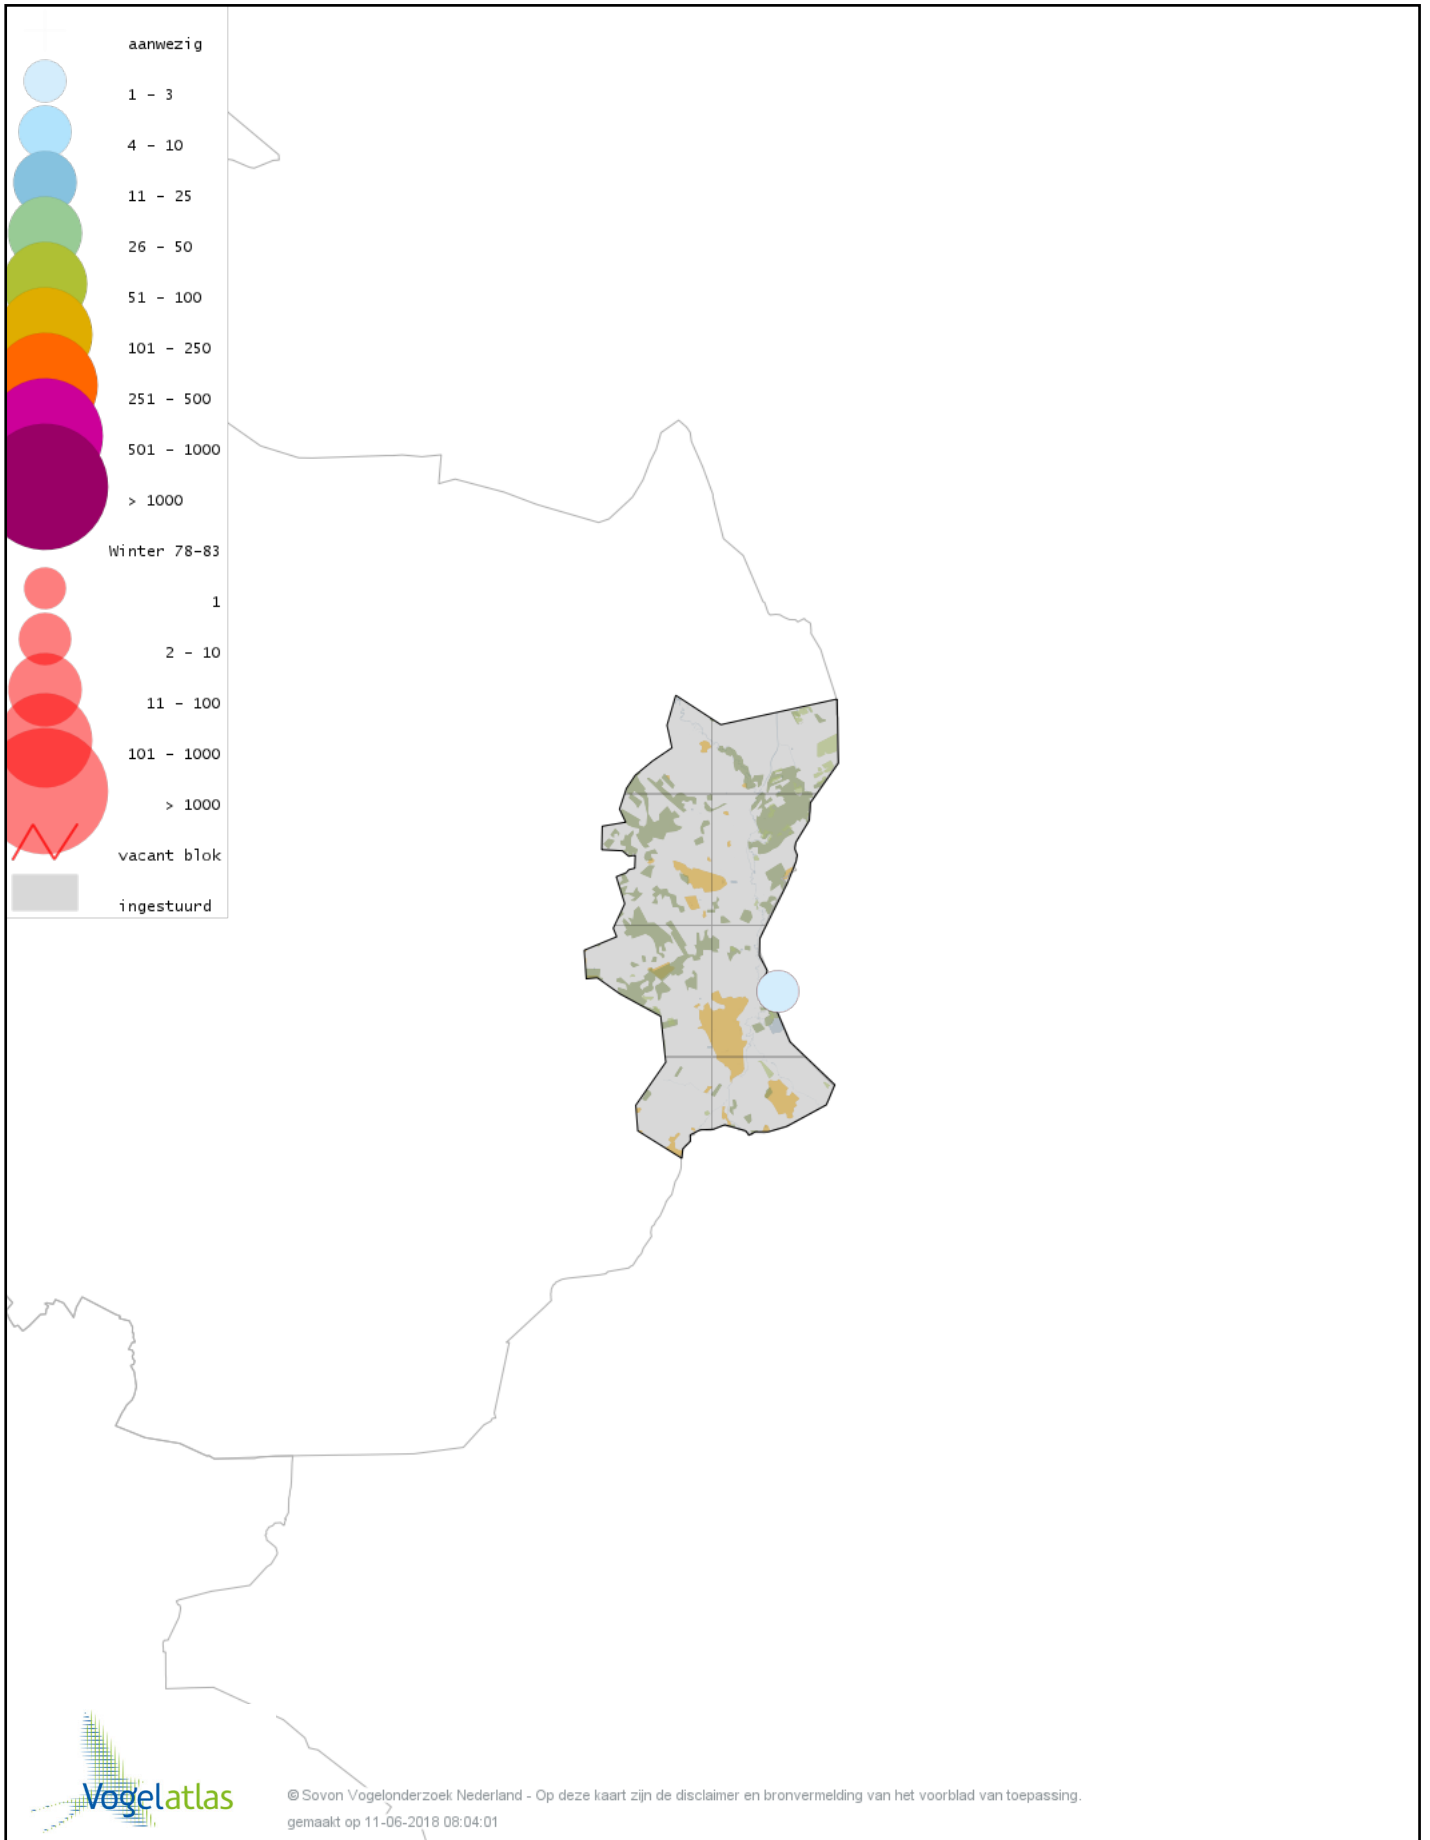 aanwezig
1 - 3
4 - 10
11 - 25
26 - 50
51 - 100
101 - 250
251 - 500
501 - 1000
> 1000
Winter 78-83
1
2 - 10
11 - 100
101 - 1000
> 1000
vacant blok
ingestuurd
Vogelatlas
© Sovon Vogelonderzoek Nederland - Op deze kaart zijn de disclaimer en bronvermelding van het voorblad van toepassing.
gemaakt op 11-06-2018 08:04:01